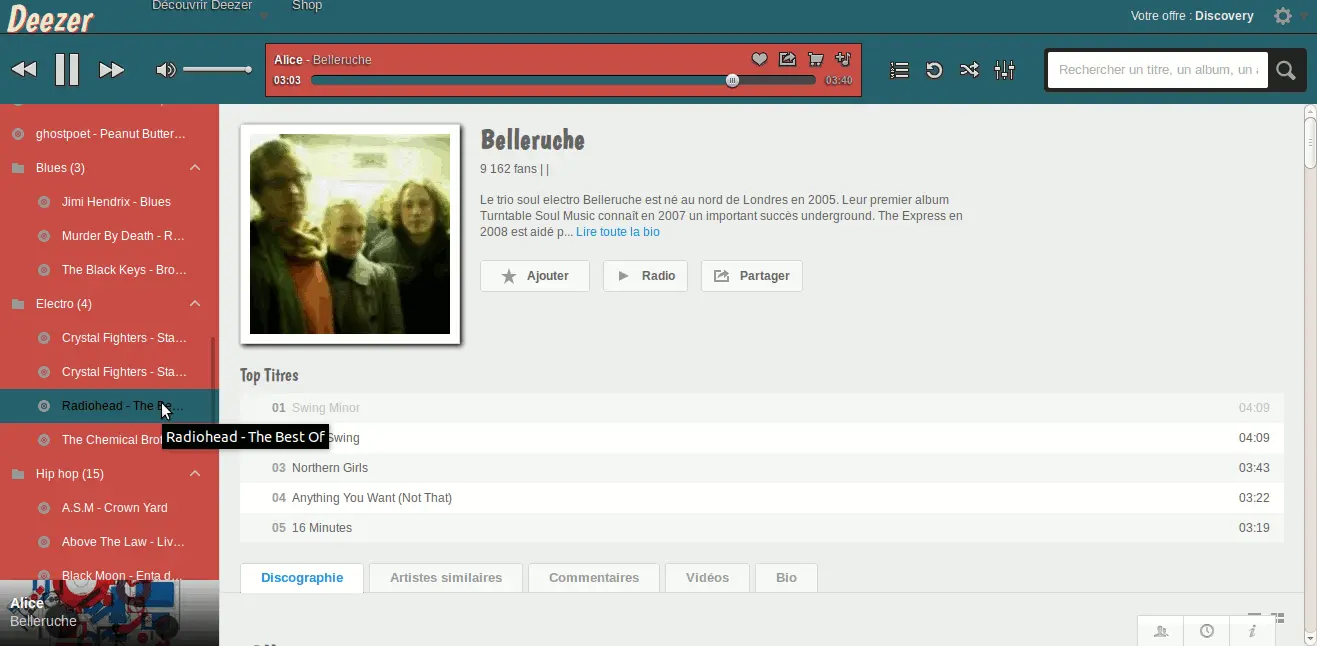 Deezer
Découvrir Deezer
Shop
Votre offre : Discovery
Alice - Belleruche
03:03
03:40
Rechercher un titre, un album, un
ghostpoet - Peanut Butter...
Blues (3)
Jimi Hendrix - Blues
Murder By Death - R...
The Black Keys - Bro...
Electro (4)
Crystal Fighters - Sta...
Crystal Fighters - Sta...
Radiohead - The Be...
Radiohead - The Best Of
The Chemical Bro
Hip hop (15)
A.S.M - Crown Yard
Above The Law - Liv...
Black Moon - Enta d...
Alice
Belleruche
Belleruche
9 162 fans | |
Le trio soul electro Belleruche est né au nord de Londres en 2005. Leur premier album
Turntable Soul Music connaît en 2007 un important succès underground. The Express en
2008 est aidé p... Lire toute la bio
Ajouter
Radio
Partager
Top Titres
01 Swing Minor 04:09
Swing 04:09
03 Northern Girls 03:43
04 Anything You Want (Not That) 03:22
05 16 Minutes 03:19
Discographie
Artistes similaires
Commentaires
Vidéos
Bio